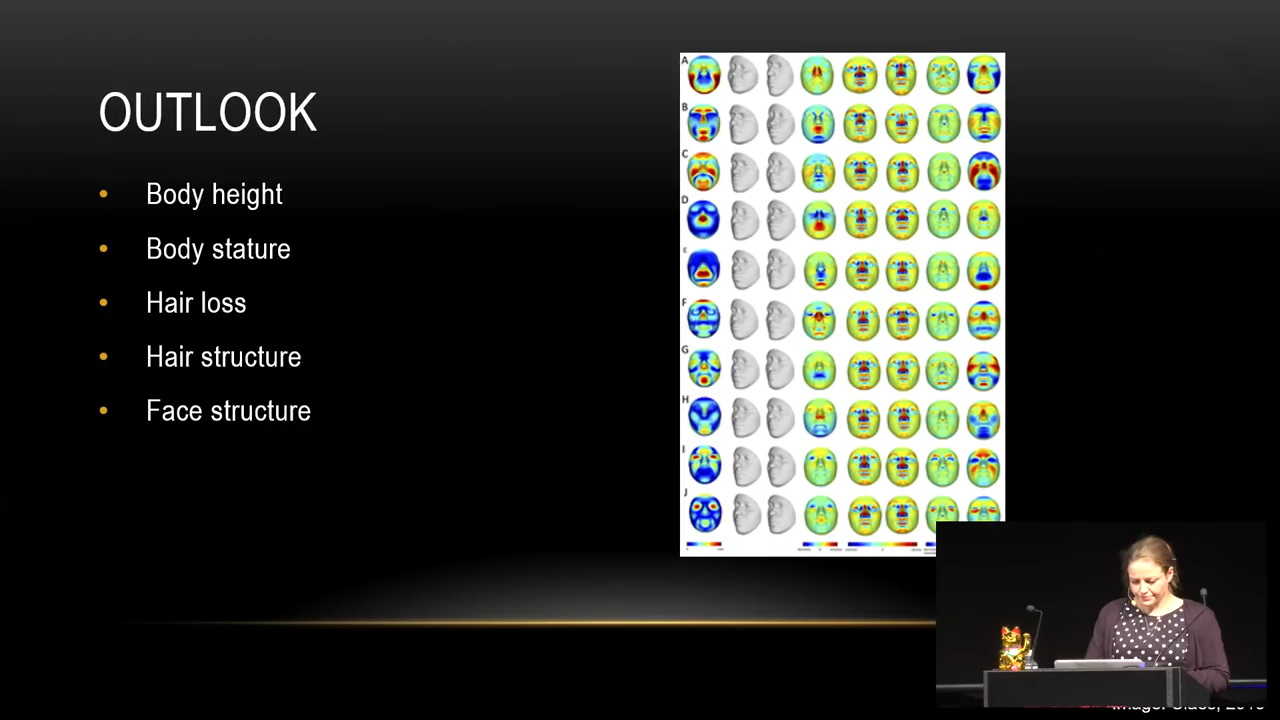 OUTLOOK
• Body height
• Body stature
• Hair loss
• Hair structure
• Face structure
A
B
C
D
E
F
G
H
I
J